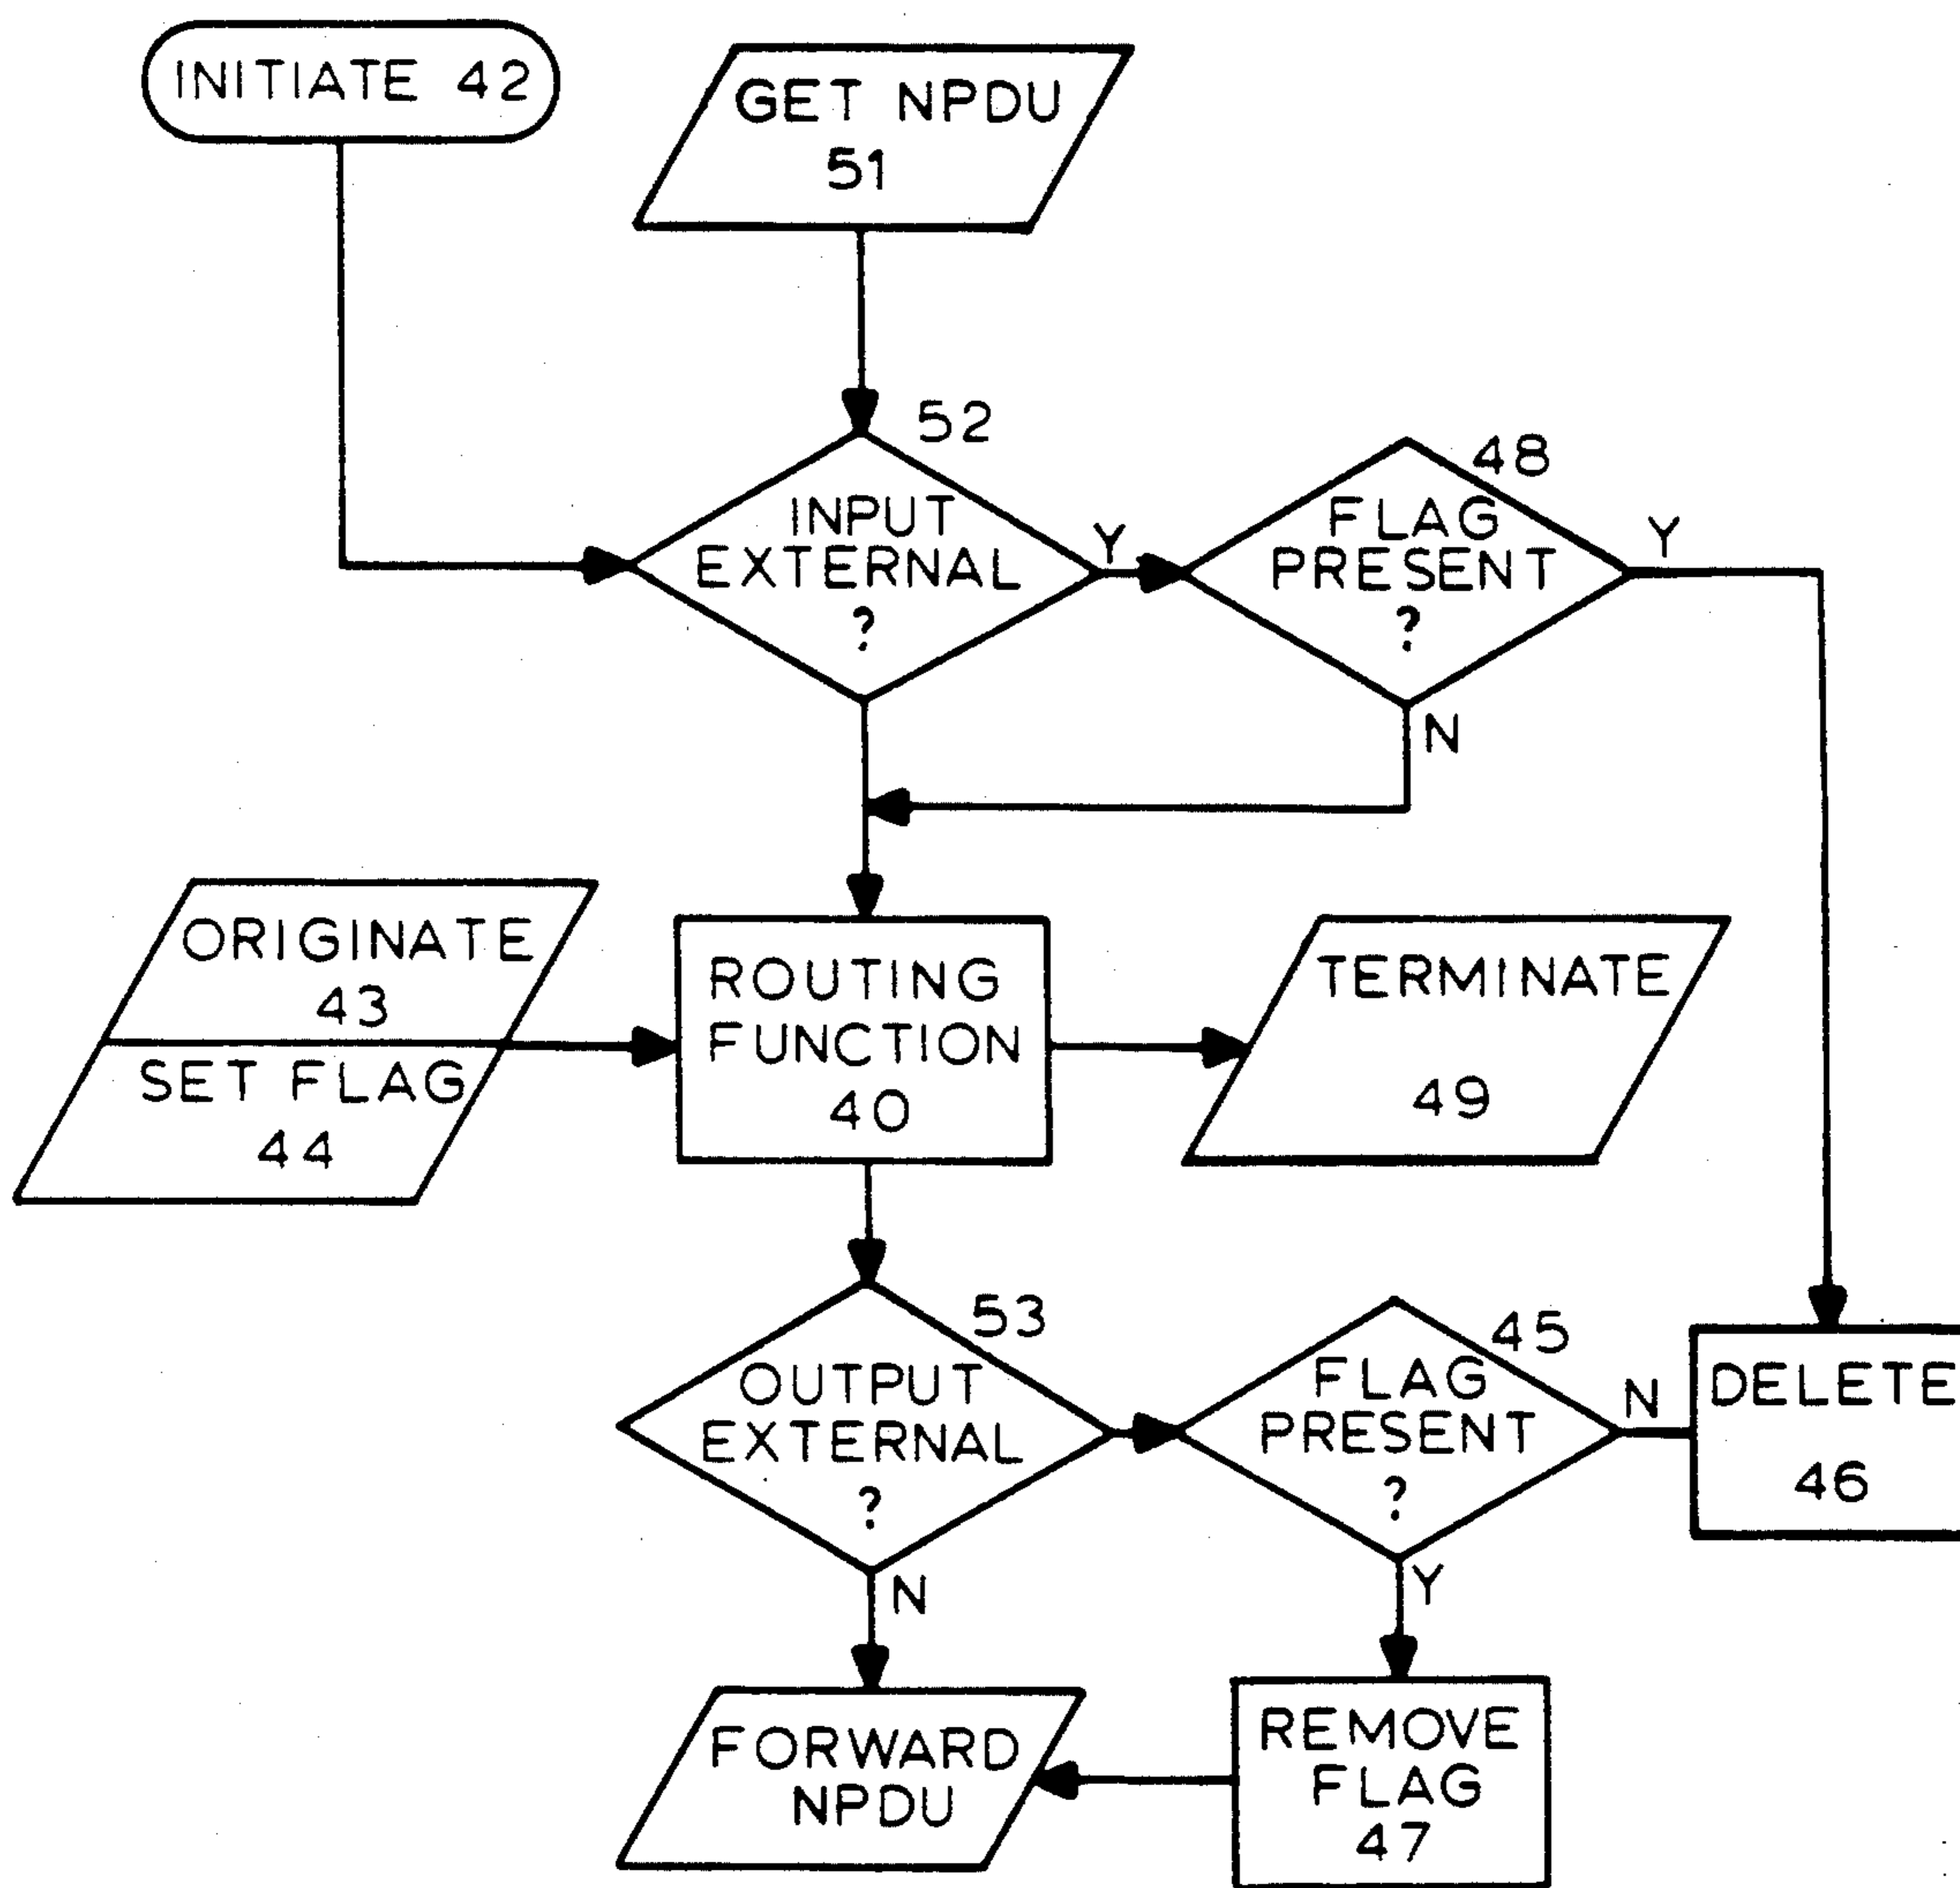 INITIATE 42
GET NPDU
51
52
INPUT
EXTERNAL
?
Y
48
FLAG
PRESENT
?
Y
N
ORIGINATE
43
SET FLAG
44
ROUTING
FUNCTION
40
TERMINATE
49
53
OUTPUT
EXTERNAL
?
N
45
FLAG
PRESENT
?
N
Y
DELETE
46
FORWARD
NPDU
REMOVE
FLAG
47